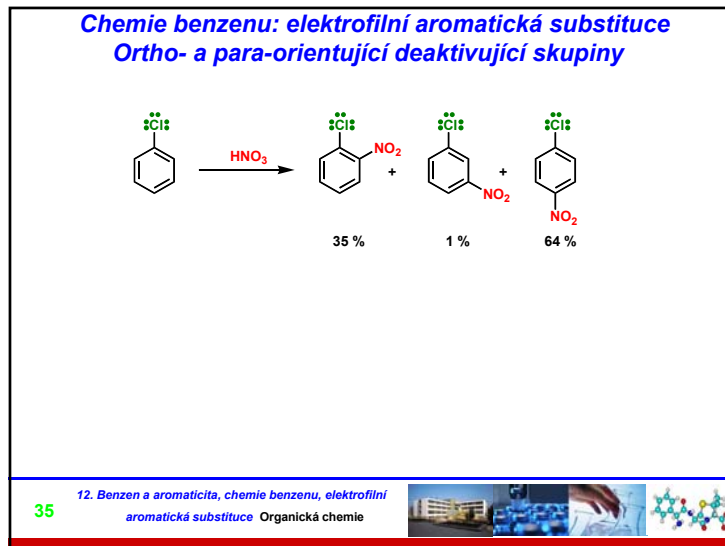 Chemie benzenu: elektrofilní aromatická substituce
Ortho- a para-orientující deaktivující skupiny
Cl
HNO3
Cl
NO2
+
Cl
NO2
+
Cl
NO2
35 %
1 %
64 %
35
12. Benzen a aromaticita, chemie benzenu, elektrofilní
aromatická substituce Organická chemie